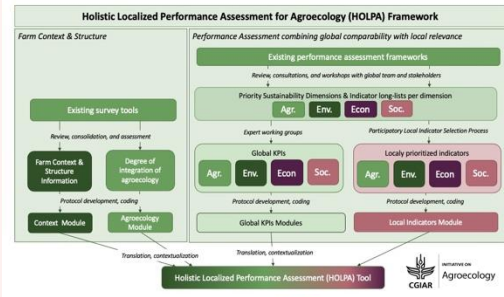 Holistic Localized Performance Assessment for Agroecology (HOLPA) Framework
Farm Context & Structure
Performance Assessment combining global comparability with local relevance
Existing performance assessment frameworks
Review, consultations, and workshops with global team and stakeholders
Priority Sustainability Dimensions & Indicator long-lists per dimension
Agr. Env. Econ Soc.
Existing survey tools
Expert working groups
Participatory Local Indicator Selection Process
Review, consolidation, and assessment
Global KPIs
Localy prioritized indicators
Farm Context &
Structure
Information
Degree of
integration of
agroecology
Agr. Env. Econ Soc.
Agr. Env. Econ Soc.
Protocol development, coding
Protocol development, coding
Protocol development, coding
Context Module
Agroecology
Module
Global KPIs Modules
Local Indicators Module
Translation, contextualization
Translation, contextualization
Holistic Localized Performance Assessment (HOLPA) Tool
CGIAR
INITIATIVE ON
Agroecology